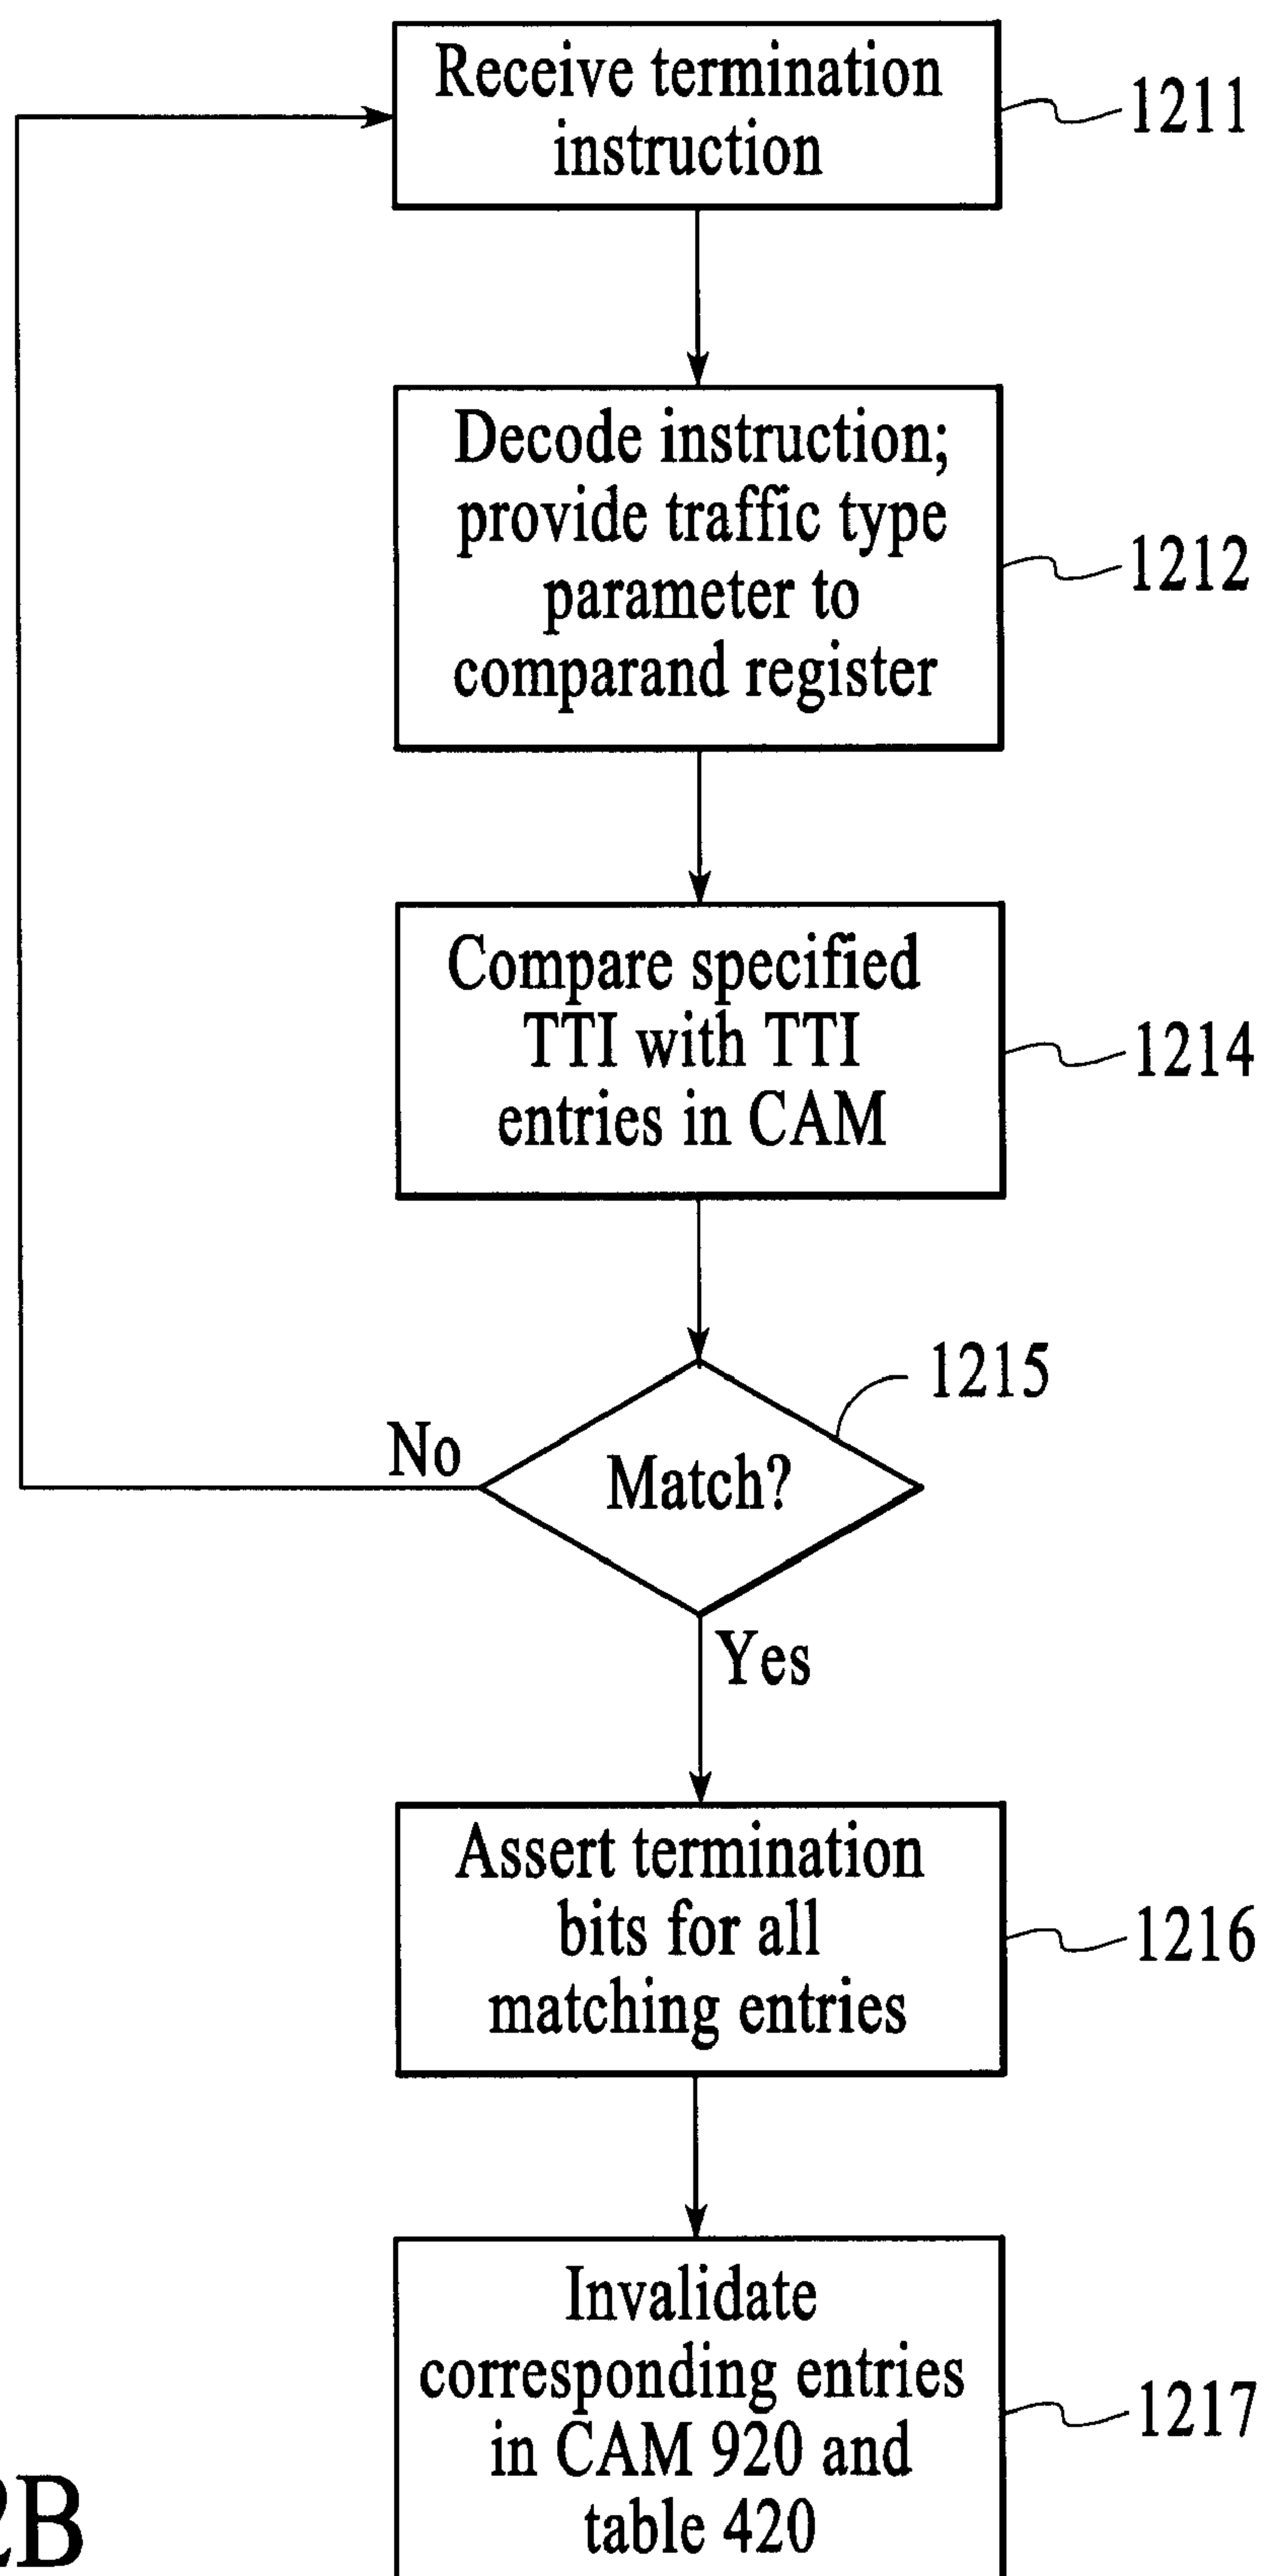 Receive termination
instruction
1211
Decode instruction;
provide traffic type
parameter to
comparand register
1212
Compare specified
TTI with TTI
entries in CAM
1214
1215
No
Match?
Yes
Assert termination
bits for all
matching entries
1216
Invalidate
corresponding entries
in CAM 920 and
table 420
1217
2B